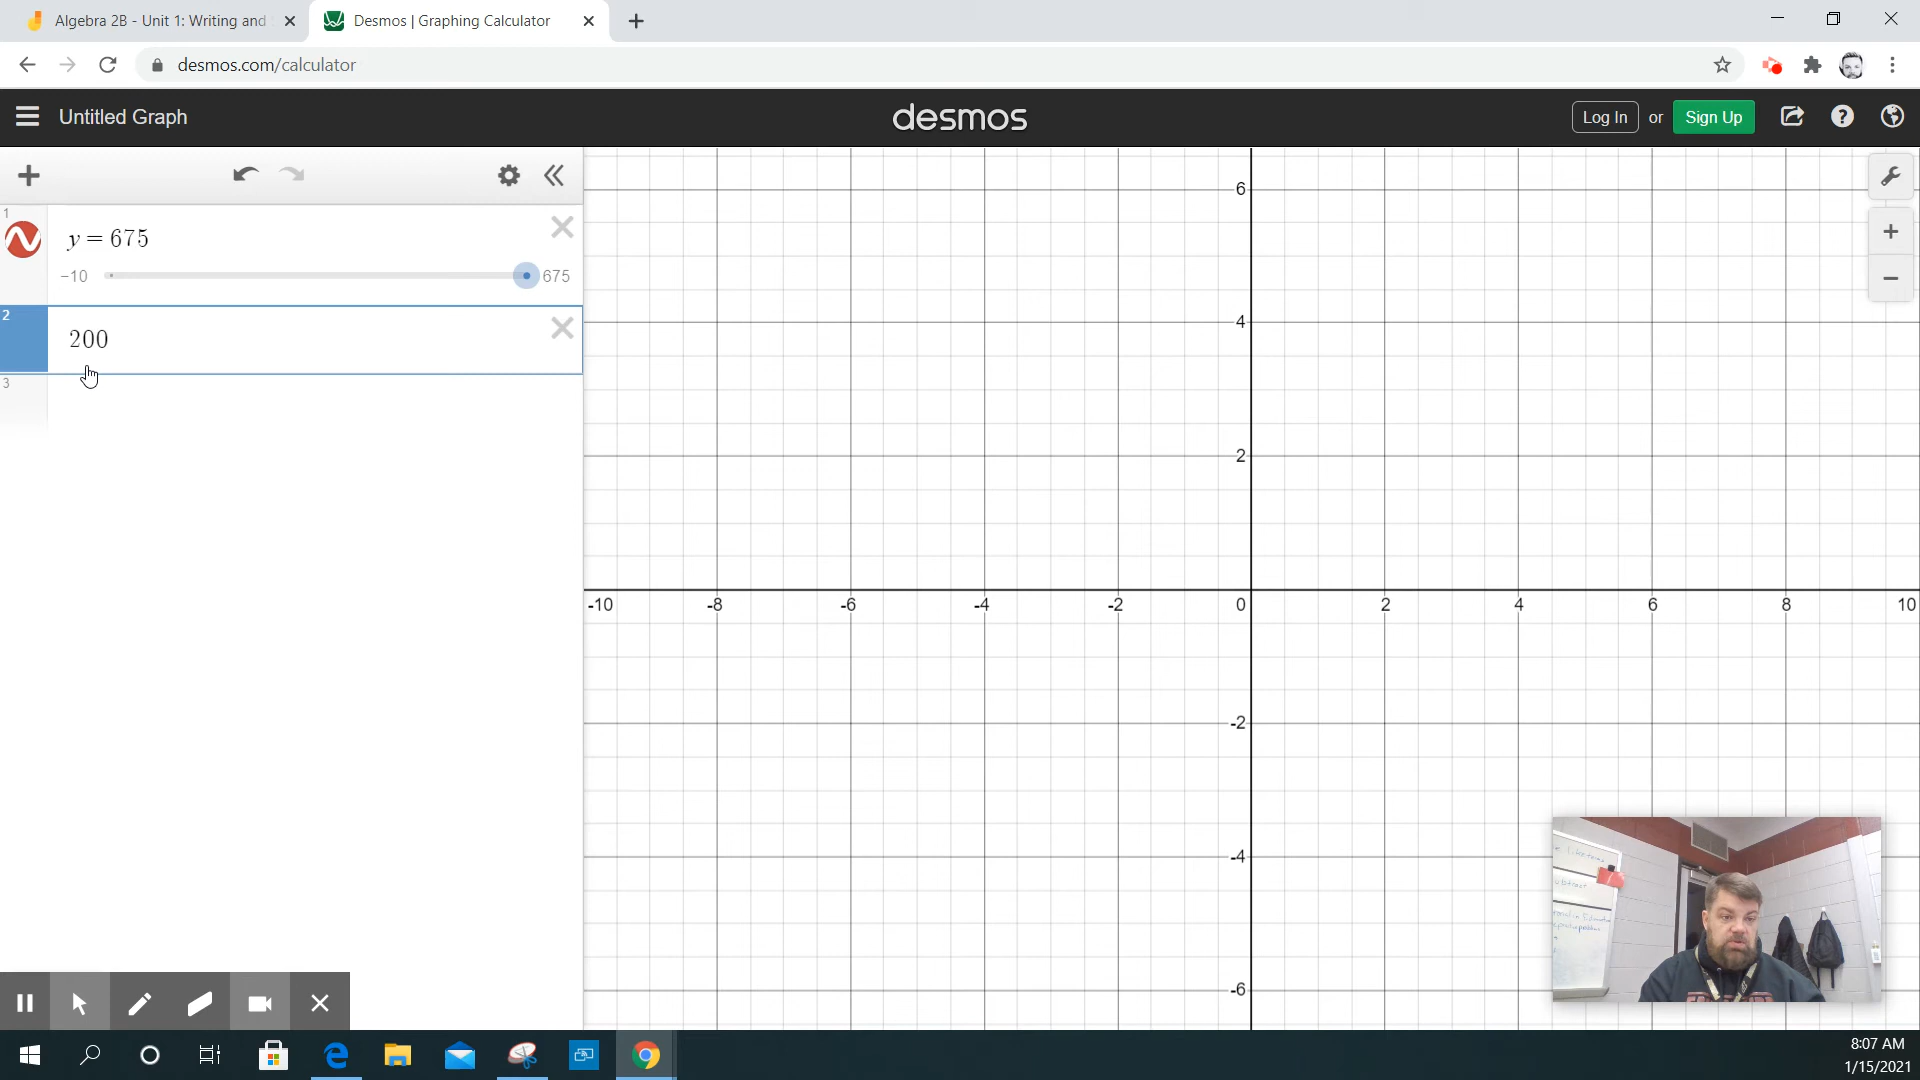 Algebra 2B - Unit 1: Writing and
Desmos | Graphing Calculator
desmos.com/calculator
Untitled Graph
desmos
Log In or Sign Up
1
y = 675
−10
675
2
200
3
6
4
2
-10 -8 -6 -4 -2 0 2 4 6 8 10
-2
-4
-6
8:07 AM
1/15/2021